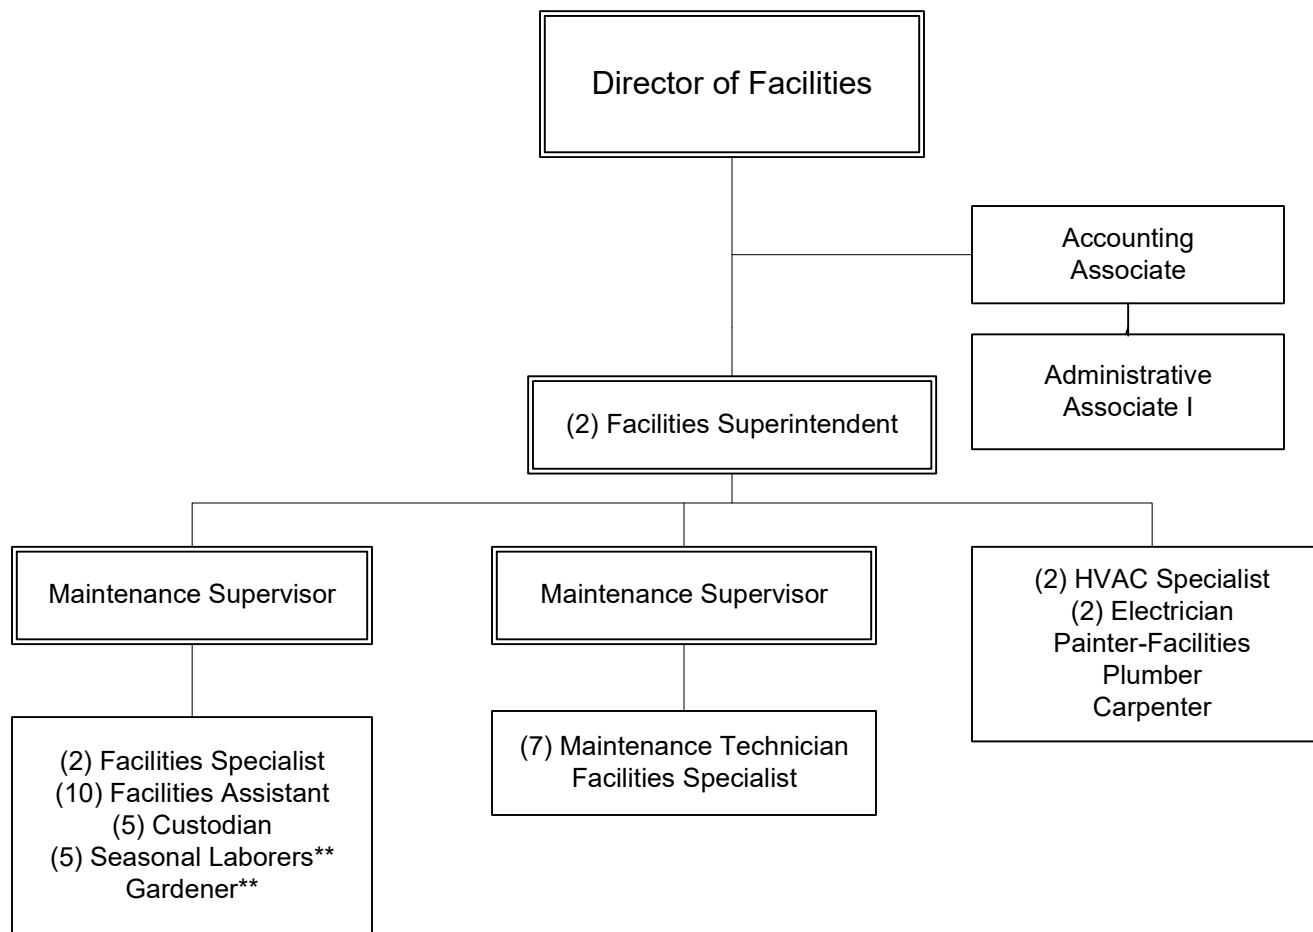 Director of Facilities
Accounting
Associate
Administrative
Associate I
(2) Facilities Superintendent
Maintenance Supervisor
Maintenance Supervisor
(2) HVAC Specialist
(2) Electrician
Painter-Facilities
Plumber
Carpenter
(2) Facilities Specialist
(10) Facilities Assistant
(5) Custodian
(5) Seasonal Laborers**
Gardener**
(7) Maintenance Technician
Facilities Specialist